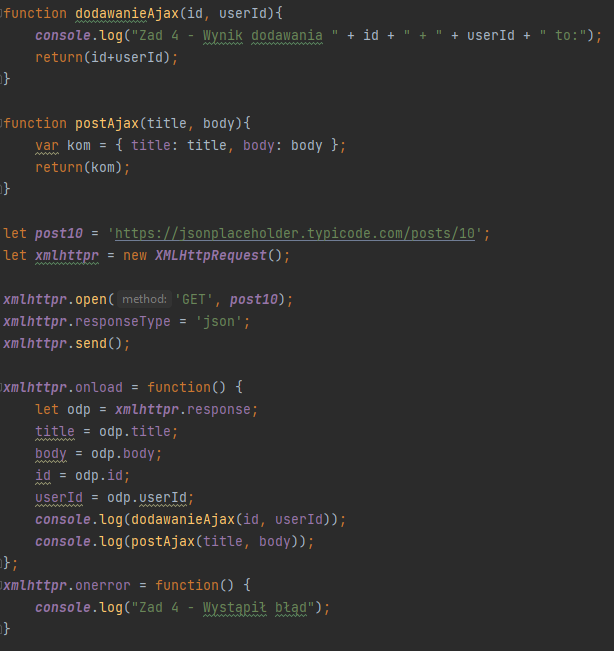 function dodawanieAjax(id, userId){
    console.log("Zad 4 - Wynik dodawania " + id + " + " + userId + " to:");
    return(id+userId);
}

function postAjax(title, body){
    var kom = { title: title, body: body };
    return(kom);
}

let post10 = 'https://jsonplaceholder.typicode.com/posts/10';
let xmlhttpr = new XMLHttpRequest();

xmlhttpr.open( method: 'GET', post10);
xmlhttpr.responseType = 'json';
xmlhttpr.send();

xmlhttpr.onload = function() {
    let odp = xmlhttpr.response;
    title = odp.title;
    body = odp.body;
    id = odp.id;
    userId = odp.userId;
    console.log(dodawanieAjax(id, userId));
    console.log(postAjax(title, body));
};
xmlhttpr.onerror = function() {
    console.log("Zad 4 - Wystąpił błąd");
}